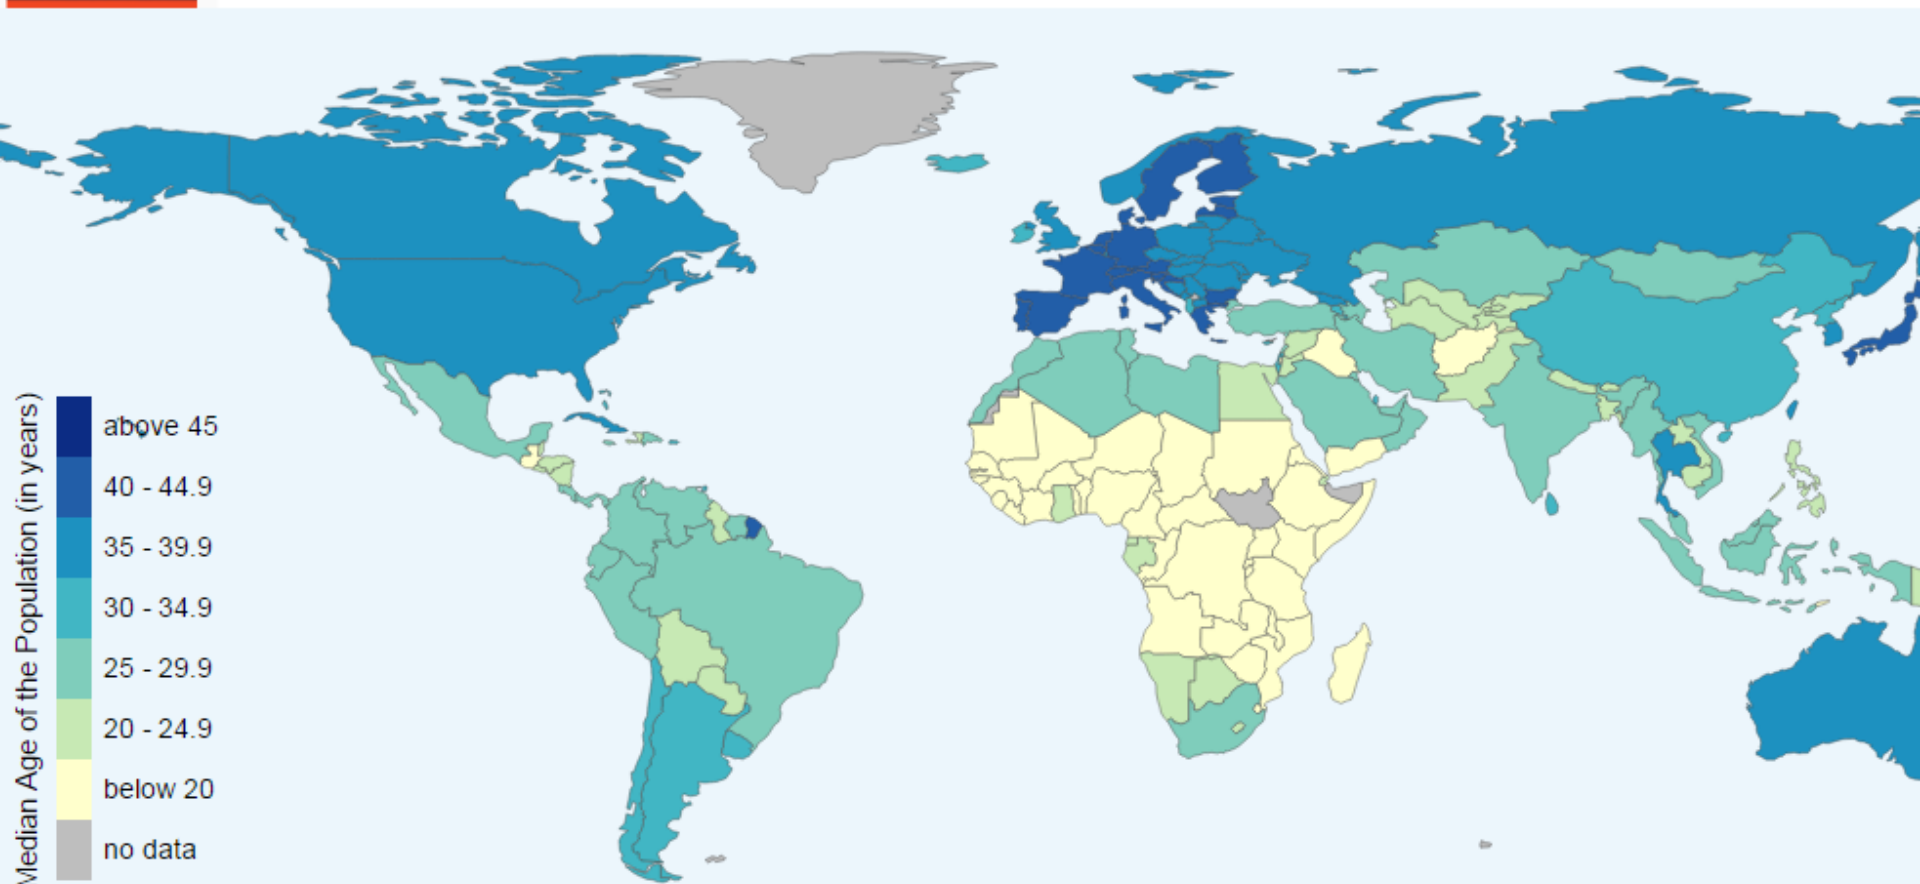 Median Age of the Population (in years)
above 45
40 - 44.9
35 - 39.9
30 - 34.9
25 - 29.9
20 - 24.9
below 20
no data